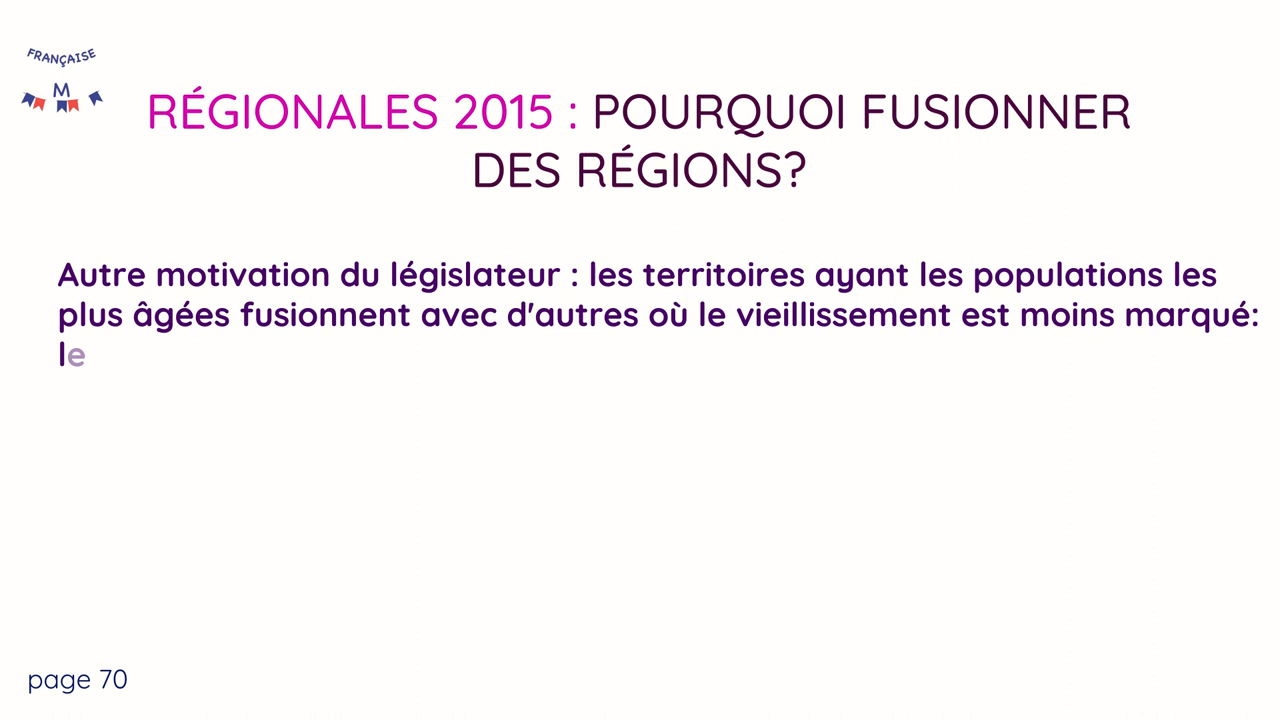 FRANÇAISE
M
RÉGIONALES 2015 : POURQUOI FUSIONNER
DES RÉGIONS?
Autre motivation du législateur : les territoires ayant les populations les
plus âgées fusionnent avec d'autres où le vieillissement est moins marqué:
le
page 70